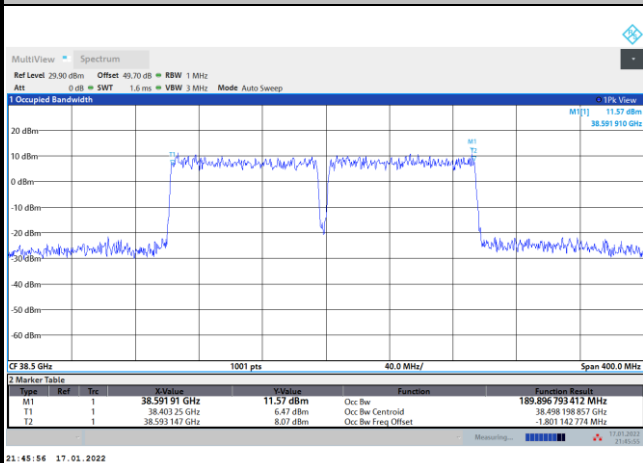 MultiView Spectrum
Ref Level 29.90 dBm Offset 49.70 dB RBW 1 MHz
Att 0 dB SWT 1.6 ms VBW 3 MHz Mode Auto Sweep
1 Occupied Bandwidth 1Pk View
M1[1] 11.57 dBm
38.591 910 GHz
20 dBm
M1
T1 T2
10 dBm
0 dBm
-10 dBm
-20 dBm
-30 dBm
-40 dBm
-50 dBm
-60 dBm
CF 38.5 GHz 1001 pts 40.0 MHz/ Span 400.0 MHz
2 Marker Table
Type Ref Trc X-Value Y-Value Function Function Result
M1 1 38.591 91 GHz 11.57 dBm Occ Bw 189.896 793 412 MHz
T1 1 38.403 25 GHz 6.47 dBm Occ Bw Centroid 38.498 198 857 GHz
T2 1 38.593 147 GHz 8.07 dBm Occ Bw Freq Offset -1.801 142 774 MHz
Measuring... 17.01.2022
21:45:55
21:45:56 17.01.2022